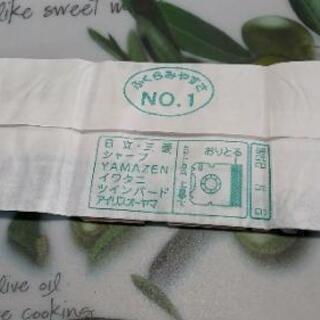 like sweet w
ふくらみやすさ
NO.1
日立・三菱
シャープ
YAMAZEN
イワタニ
ツインバード
アイリスオーヤマ
おりとる
live oil
e cooking